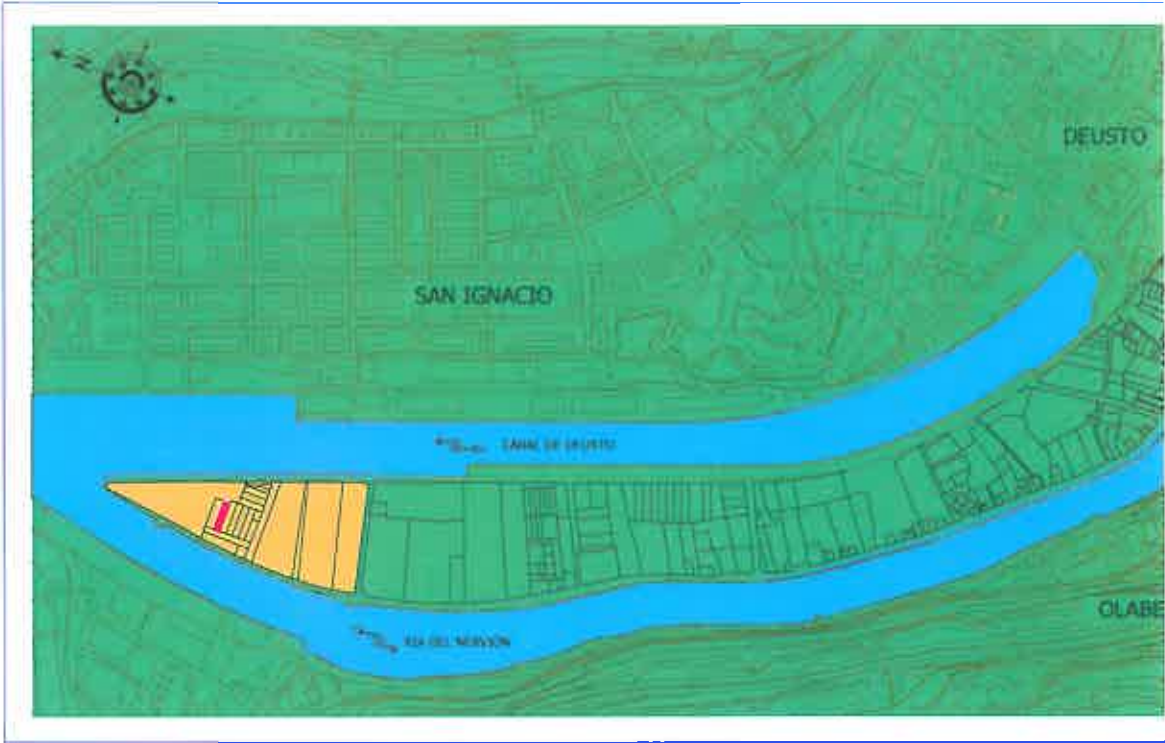 N
DEUSTO
SAN IGNACIO
CANAL DE DEUSTO
OLABE
RIA DEL NERVION